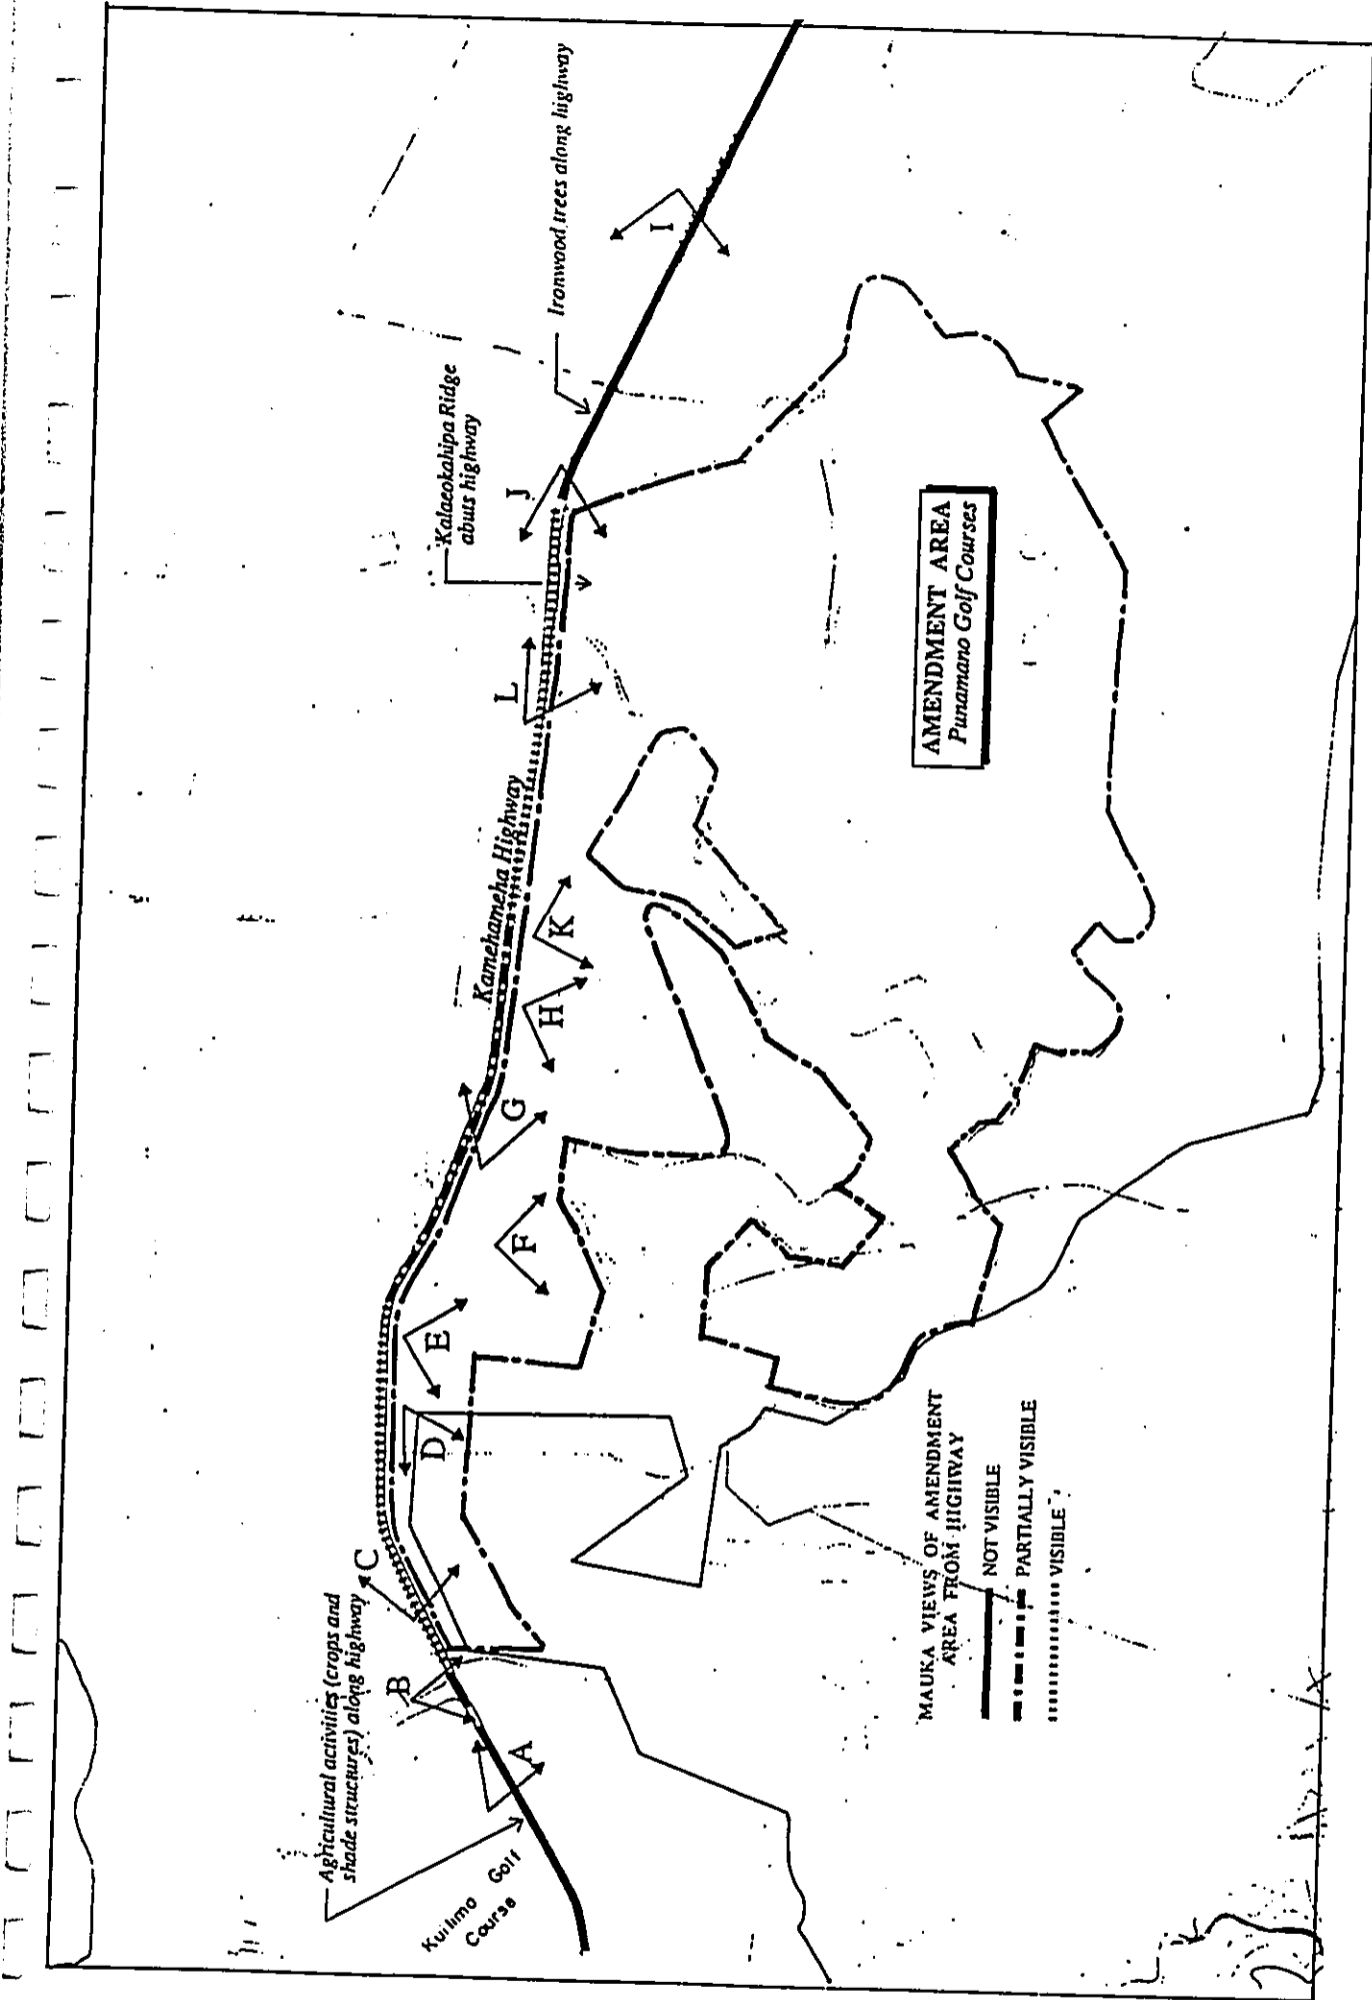 Agricultural activities (crops and
shade structures) along highway
Kuilimo Golf
Course
A
B
C
D
E
F
G
H
K
L
J
I
Kamehameha Highway
Kalaeokahipa Ridge
abuts highway
Ironwood trees along highway
AMENDMENT AREA
Punamano Golf Courses
MAUKA VIEWS OF AMENDMENT
AREA FROM HIGHWAY
NOT VISIBLE
PARTIALLY VISIBLE
VISIBLE